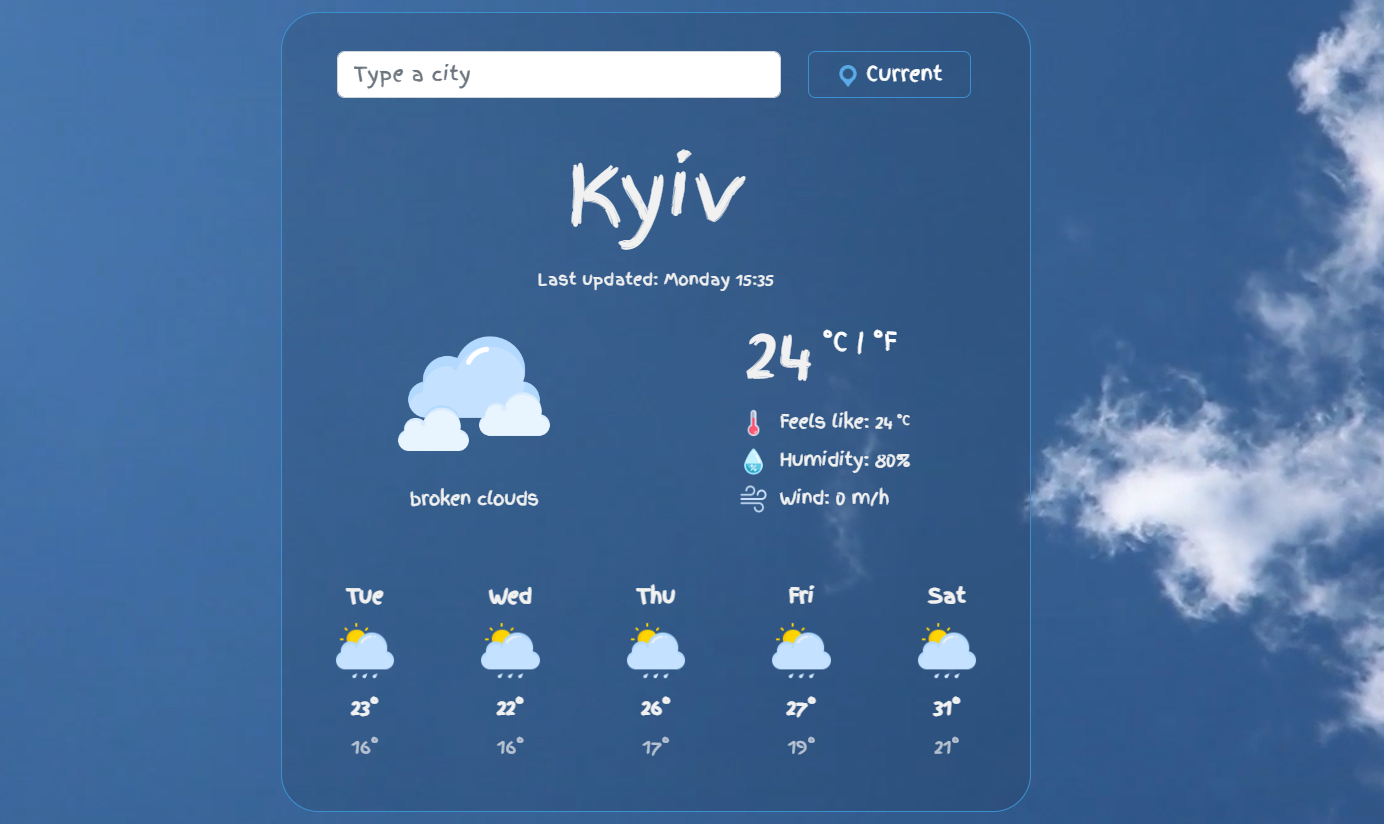 Type a city
Current
Kyiv
Last updated: Monday 15:35
24 °C | °F
Feels like: 24 °C
Humidity: 80%
Wind: 0 m/h
broken clouds
Tue Wed Thu Fri Sat
23° 22° 26° 27° 31°
16° 16° 17° 19° 21°